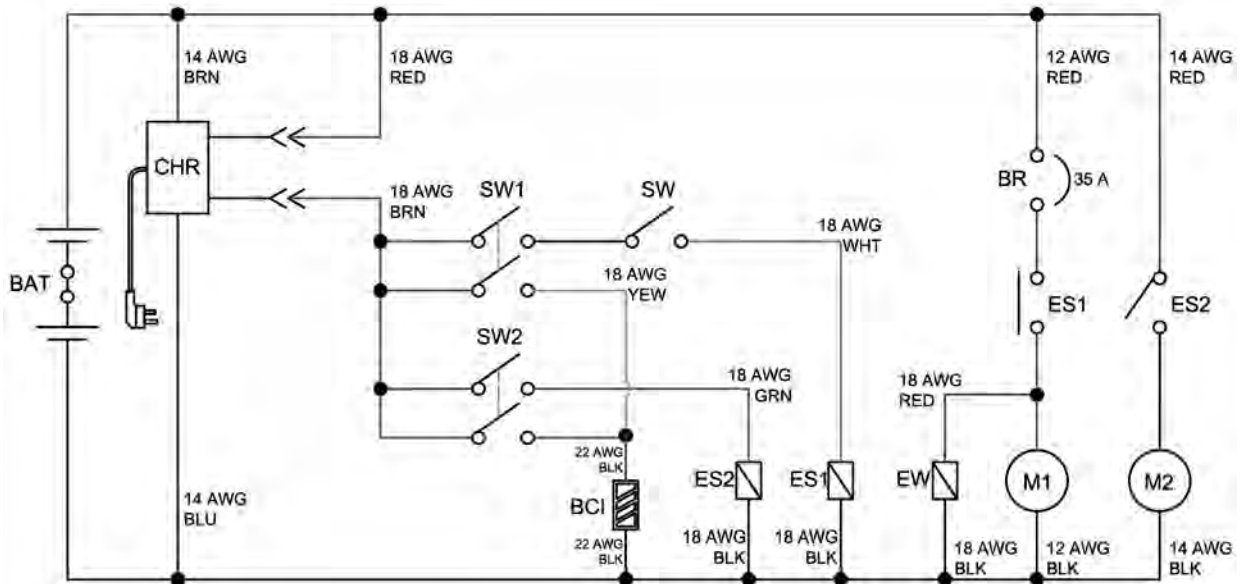 14 AWG
BRN
18 AWG
RED
12 AWG
RED
14 AWG
RED
CHR
BR
35 A
18 AWG
BRN
SW1
SW
18 AWG
WHT
BAT
18 AWG
YEW
ES1
ES2
SW2
18 AWG
GRN
18 AWG
RED
22 AWG
BLK
ES2
ES1
EW
M1
M2
BCI
14 AWG
BLU
22 AWG
BLK
18 AWG
BLK
18 AWG
BLK
18 AWG
BLK
12 AWG
BLK
14 AWG
BLK